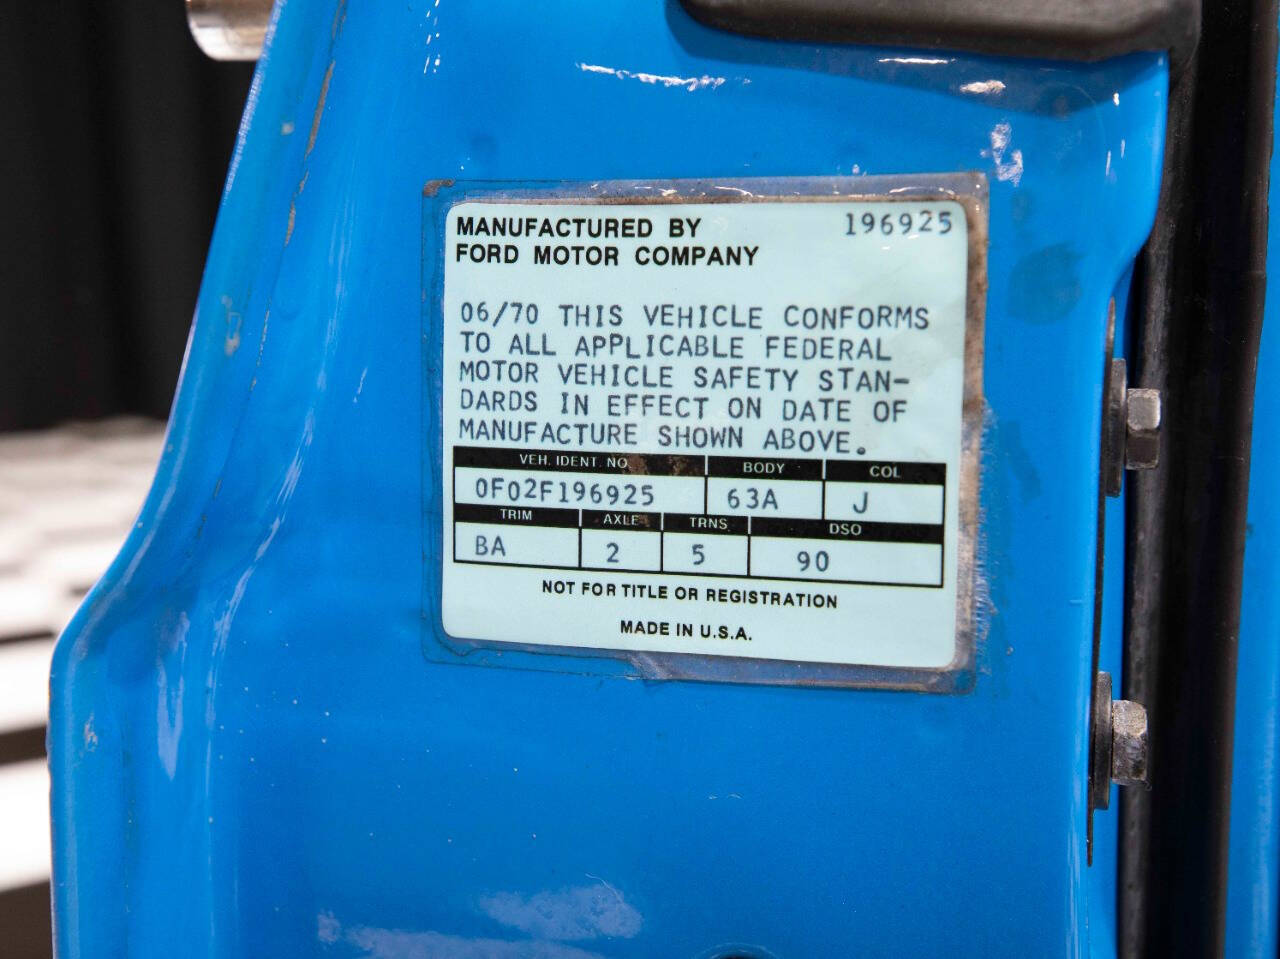 MANUFACTURED BY 196925
FORD MOTOR COMPANY
06/70 THIS VEHICLE CONFORMS
TO ALL APPLICABLE FEDERAL
MOTOR VEHICLE SAFETY STAN-
DARDS IN EFFECT ON DATE OF
MANUFACTURE SHOWN ABOVE.
VEH. IDENT. NO. BODY COL
0F02F196925 63A J
TRIM AXLE TRNS. DSO
BA 2 5 90
NOT FOR TITLE OR REGISTRATION
MADE IN U.S.A.